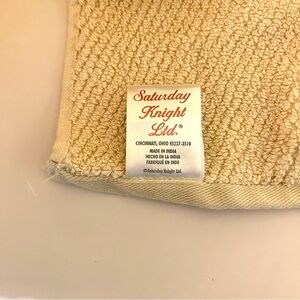 Saturday
Knight
Ltd.®
CINCINNATI, OHIO 45237-3510
MADE IN INDIA
HECHO EN LA INDIA
FABRIQUÉ EN INDE
©Saturday Knight Ltd.